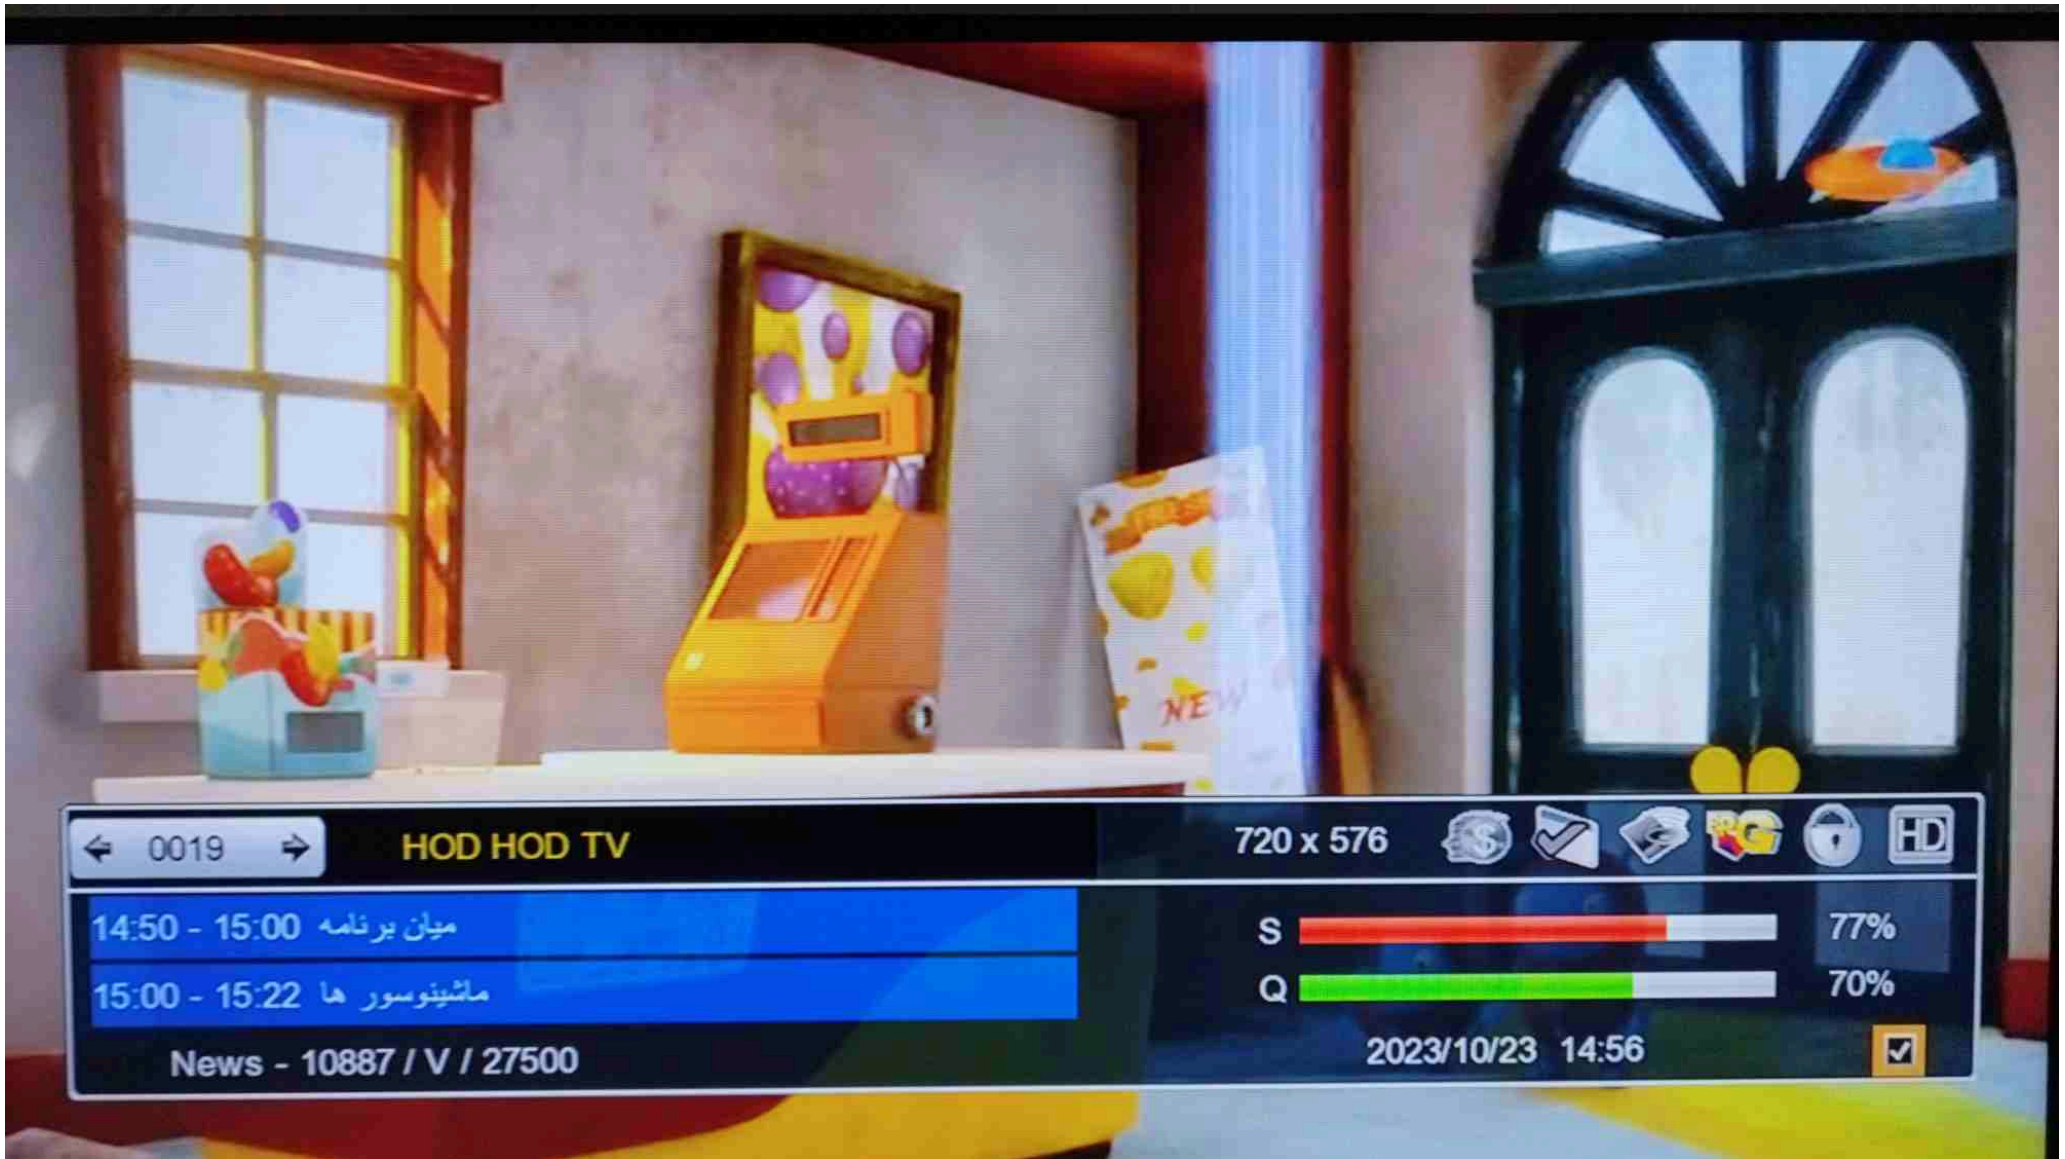 NEW
0019
HOD HOD TV
720 x 576
HD
14:50 - 15:00 میان برنامه
15:00 - 15:22 ماشینوسور ها
S 77%
Q 70%
News - 10887 / V / 27500
2023/10/23 14:56